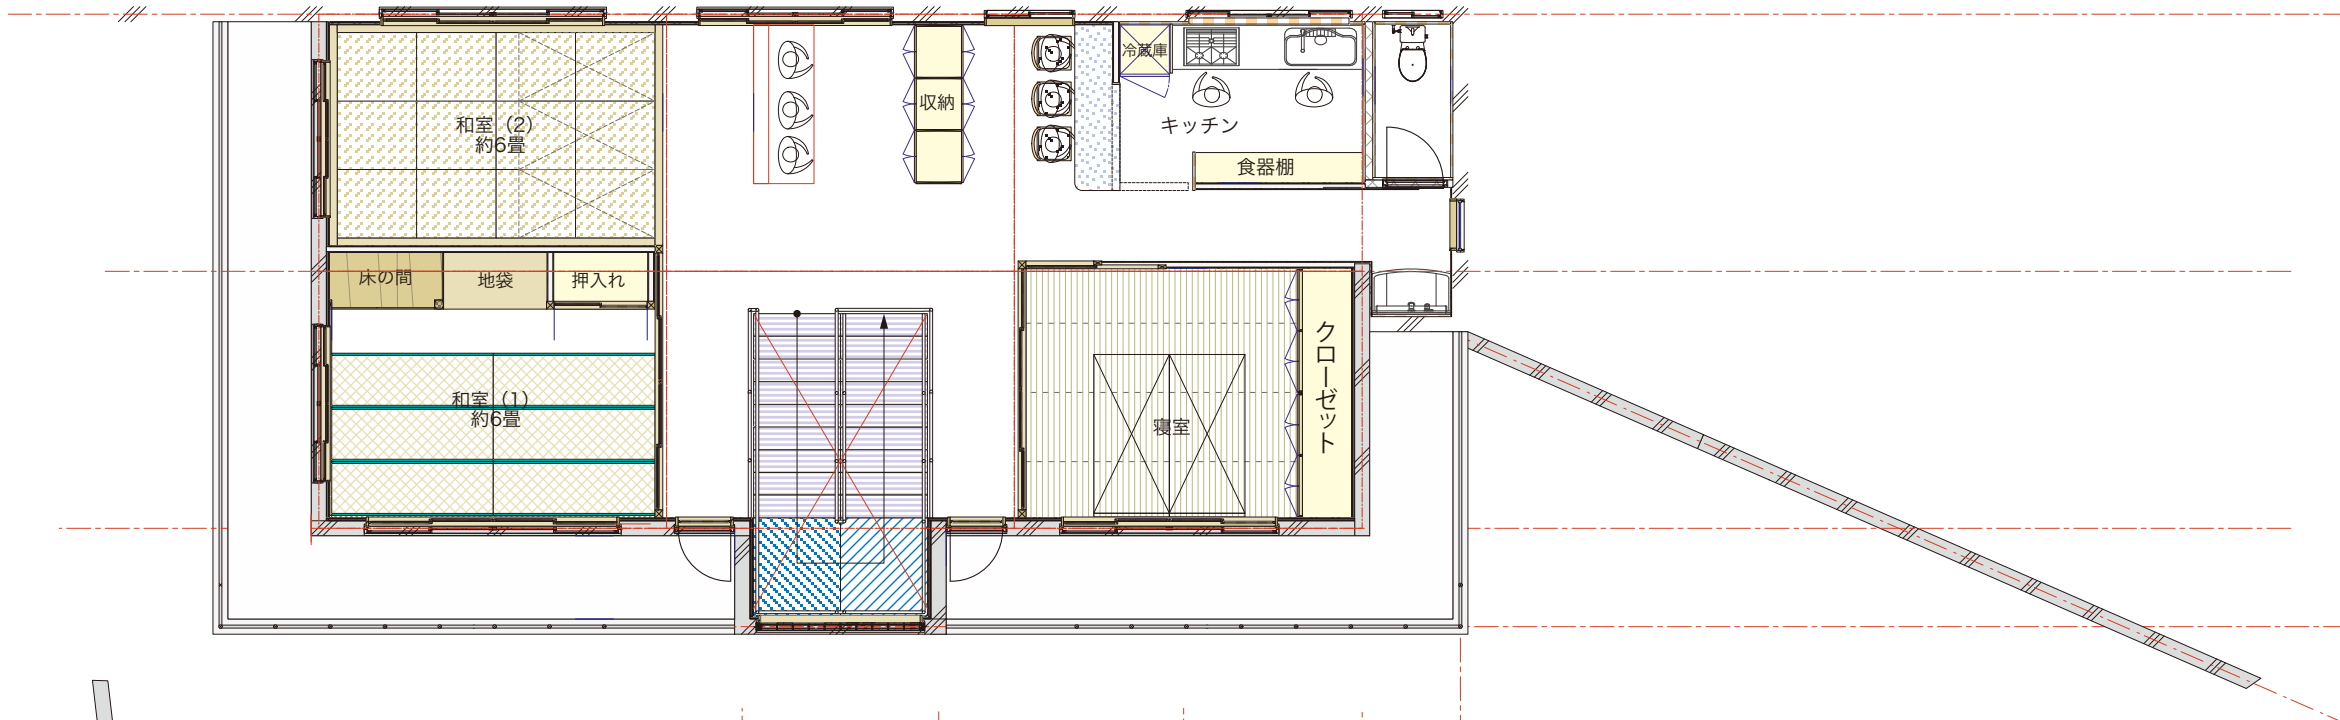 冷蔵庫
収納
和室（2）
約6畳
キッチン
食器棚
床の間
地袋
押入れ
クローゼット
和室（1）
約6畳
寝室